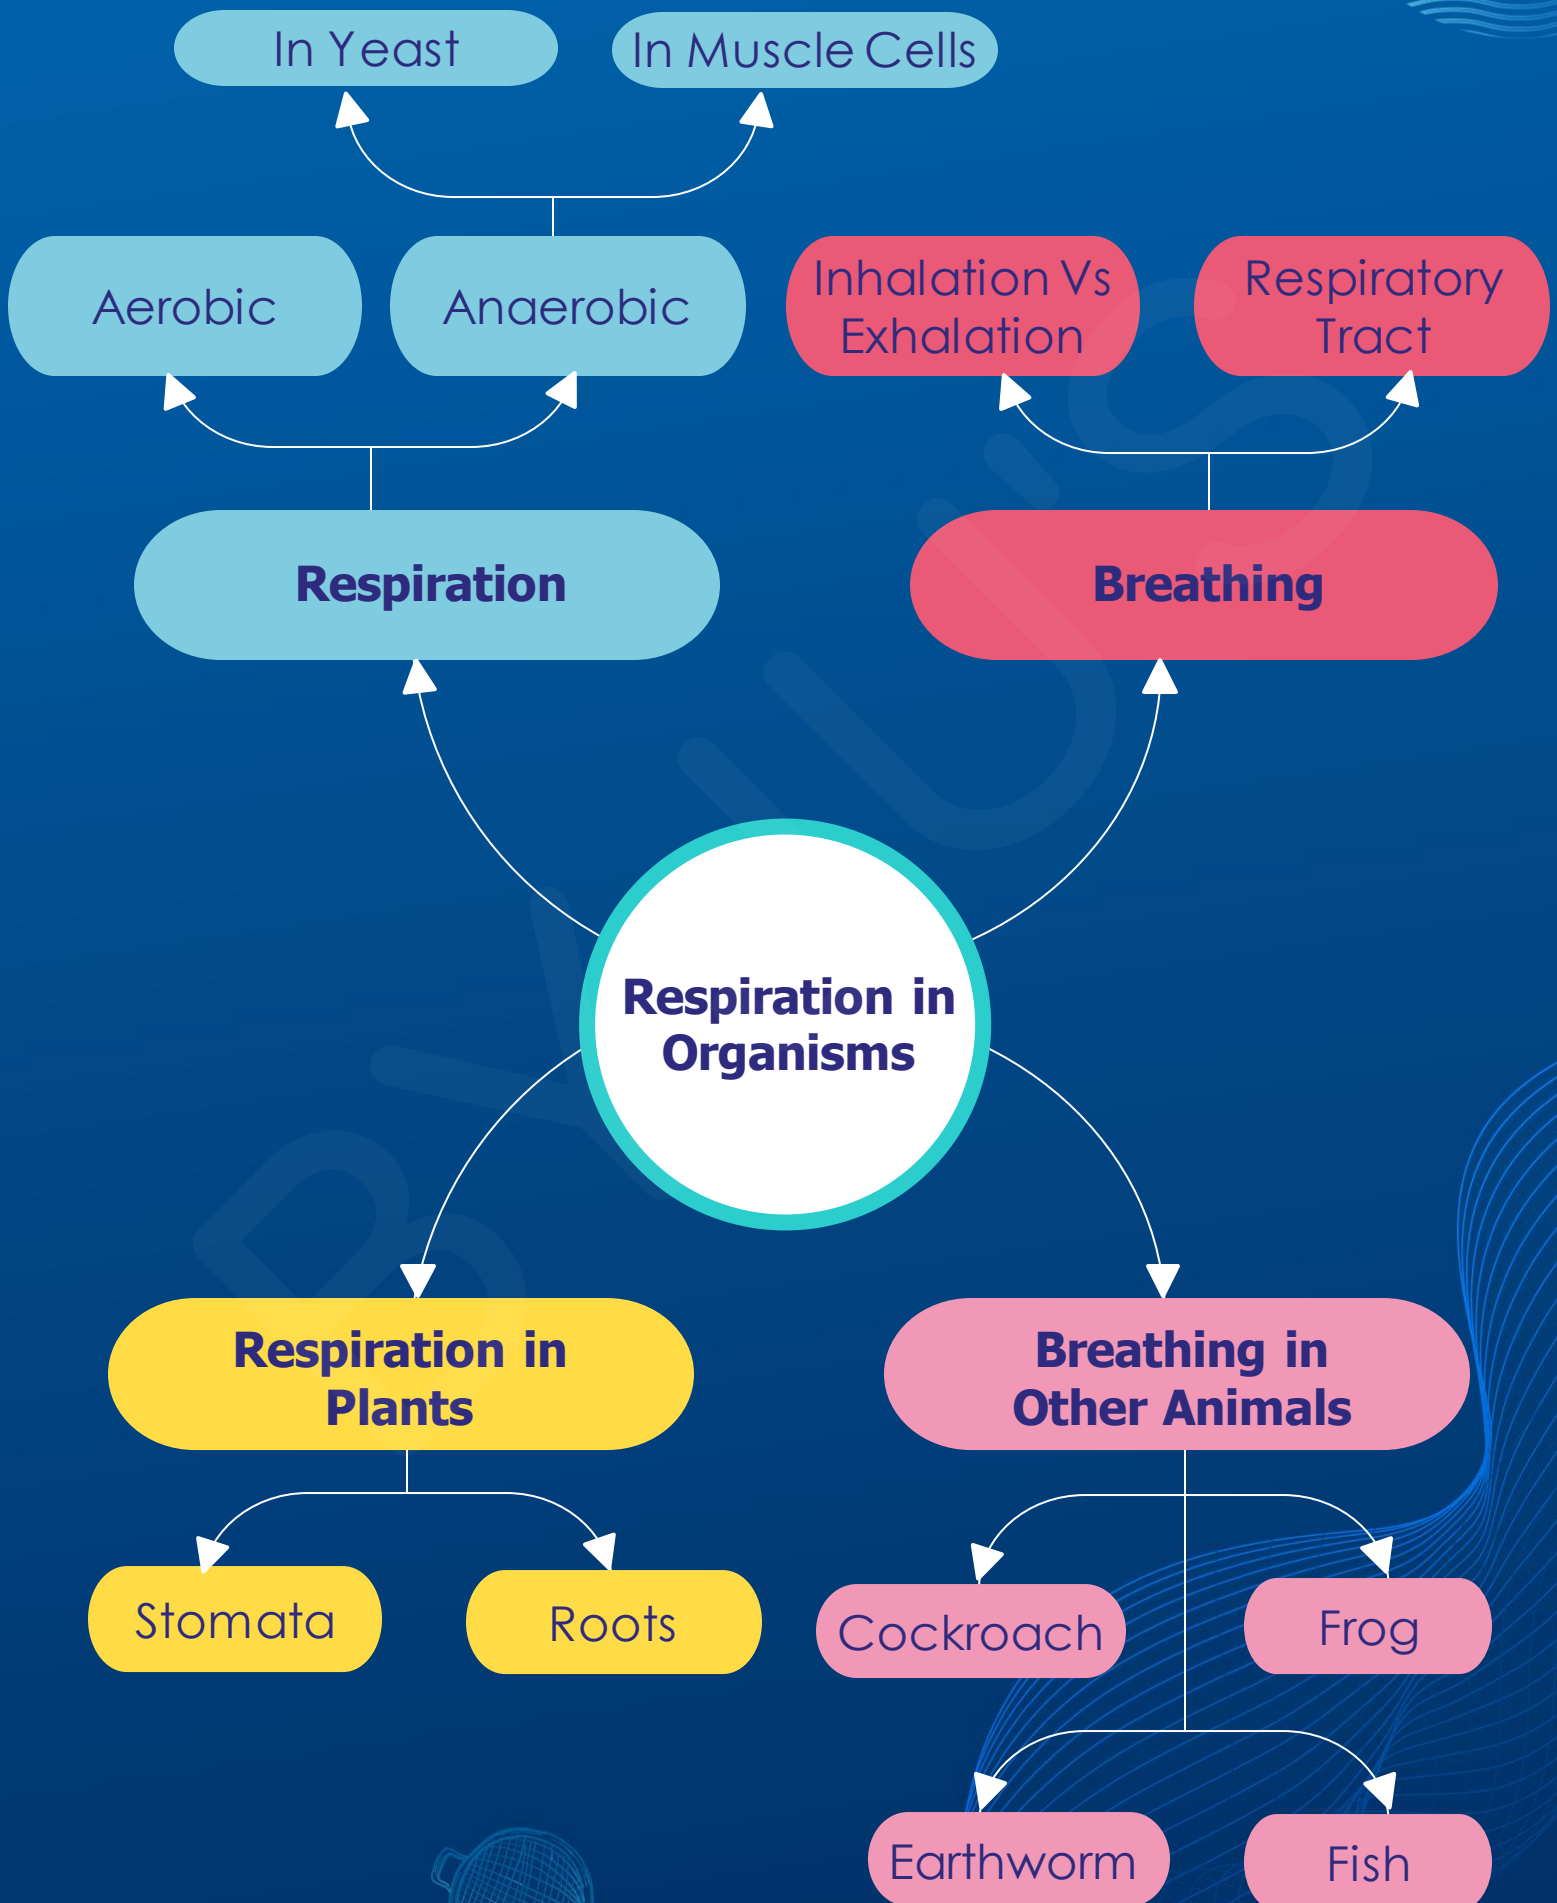 In Yeast
In Muscle Cells
Aerobic
Anaerobic
Inhalation Vs
Exhalation
Respiratory
Tract
Respiration
Breathing
Respiration in
Organisms
Respiration in
Plants
Breathing in
Other Animals
Stomata
Roots
Cockroach
Frog
Earthworm
Fish
BYJU'S